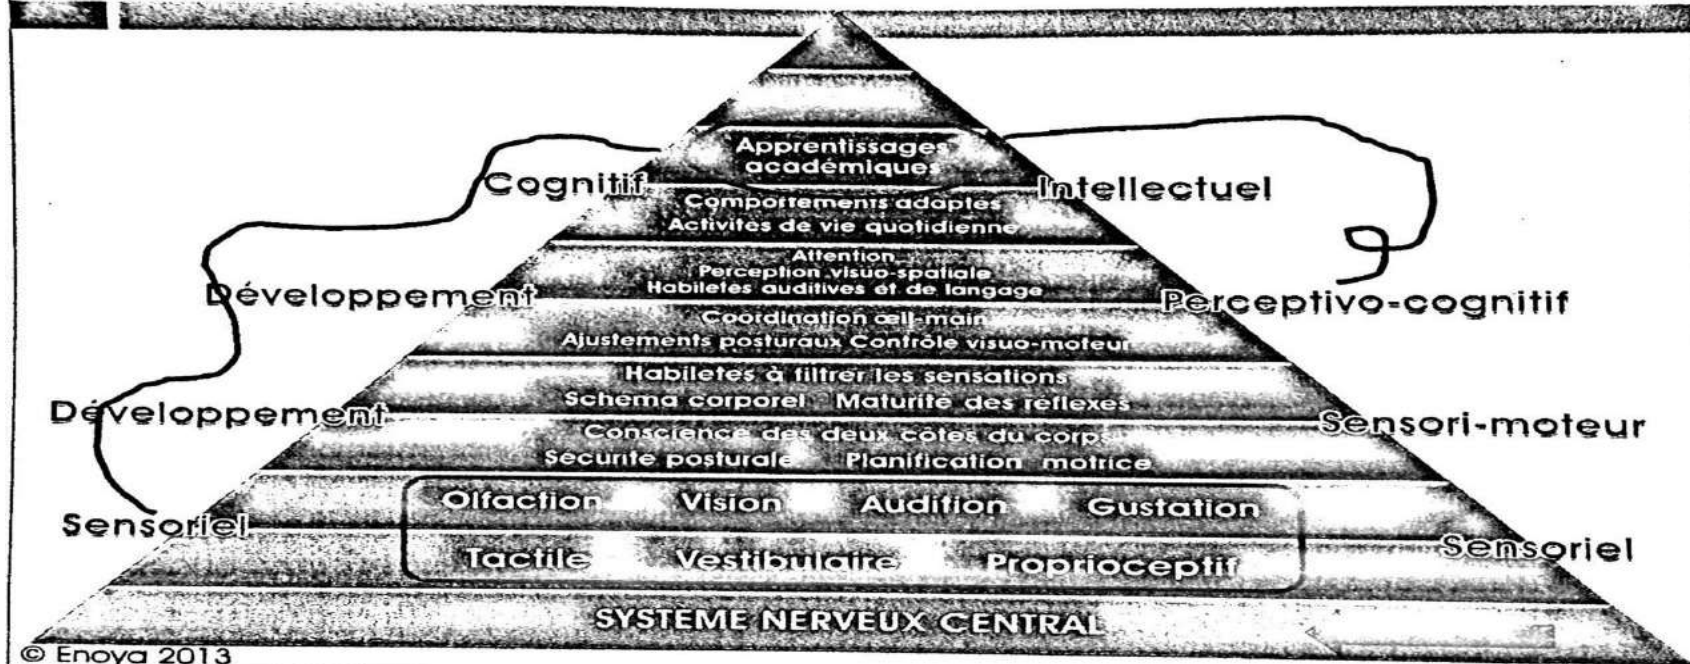 Apprentissages
académiques
Cognitif
Intellectuel
Comportements adaptés
Activités de vie quotidienne
Attention
Perception visuo-spatiale
Habiletés auditives et de langage
Développement
Perceptivo-cognitif
Coordination œil-main
Ajustements posturaux Contrôle visuo-moteur
Habiletés à filtrer les sensations
Schéma corporel Maturité des réflexes
Développement
Sensori-moteur
Conscience des deux côtés du corps
Sécurité posturale Planification motrice
Olfaction Vision Audition Gustation
Sensoriel
Sensoriel
Tactile Vestibulaire Proprioceptif
SYSTÈME NERVEUX CENTRAL
© Enoya 2013